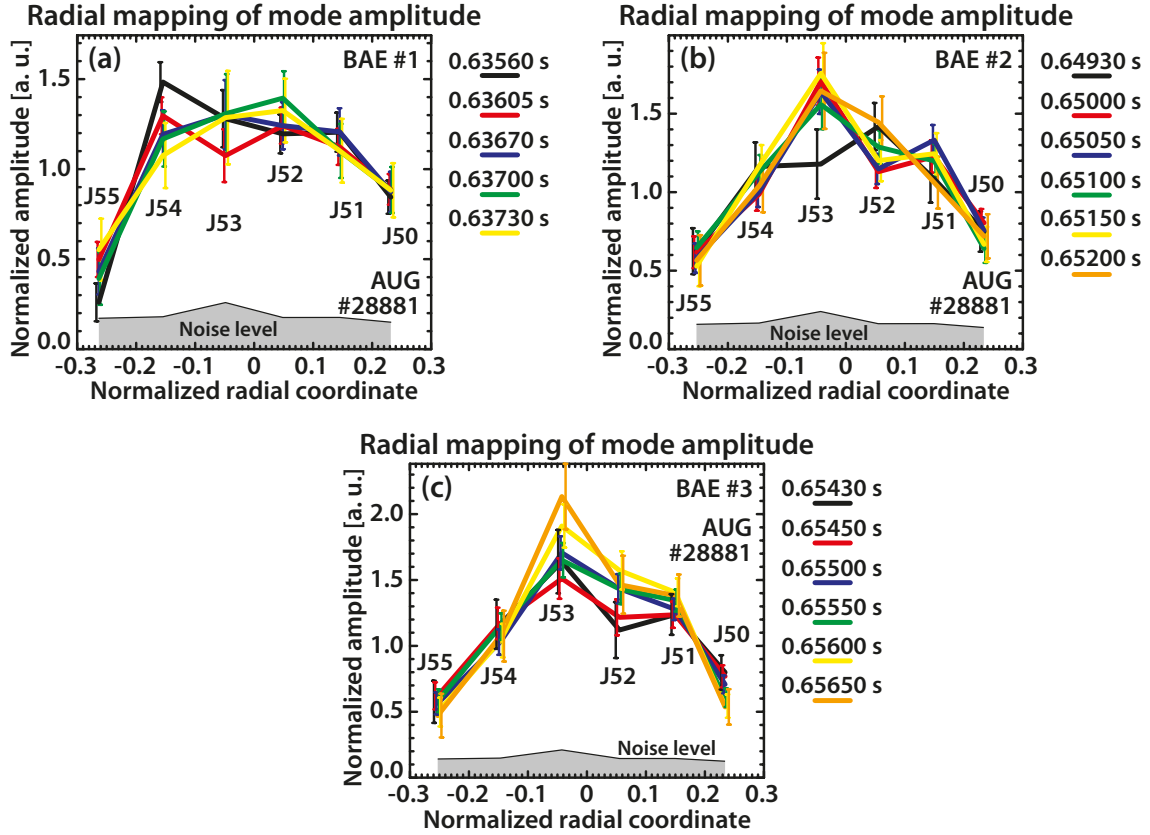 Radial mapping of mode amplitude
(a)
BAE #1
Normalized amplitude [a. u.]
1.5
1.0
0.5
0.0
J55
J54
J53
J52
J51
J50
AUG
#28881
Noise level
-0.3 -0.2 -0.1 0 0.1 0.2 0.3
Normalized radial coordinate
0.63560 s
0.63605 s
0.63670 s
0.63700 s
0.63730 s
Radial mapping of mode amplitude
(b)
BAE #2
Normalized amplitude [a. u.]
1.5
1.0
0.5
0.0
J55
J54
J53
J52
J51
J50
AUG
#28881
Noise level
-0.3 -0.2 -0.1 0 0.1 0.2 0.3
Normalized radial coordinate
0.64930 s
0.65000 s
0.65050 s
0.65100 s
0.65150 s
0.65200 s
Radial mapping of mode amplitude
(c)
BAE #3
AUG
#28881
Normalized amplitude [a. u.]
2.0
1.5
1.0
0.5
0.0
J55
J54
J53
J52
J51
J50
Noise level
-0.3 -0.2 -0.1 0 0.1 0.2 0.3
Normalized radial coordinate
0.65430 s
0.65450 s
0.65500 s
0.65550 s
0.65600 s
0.65650 s